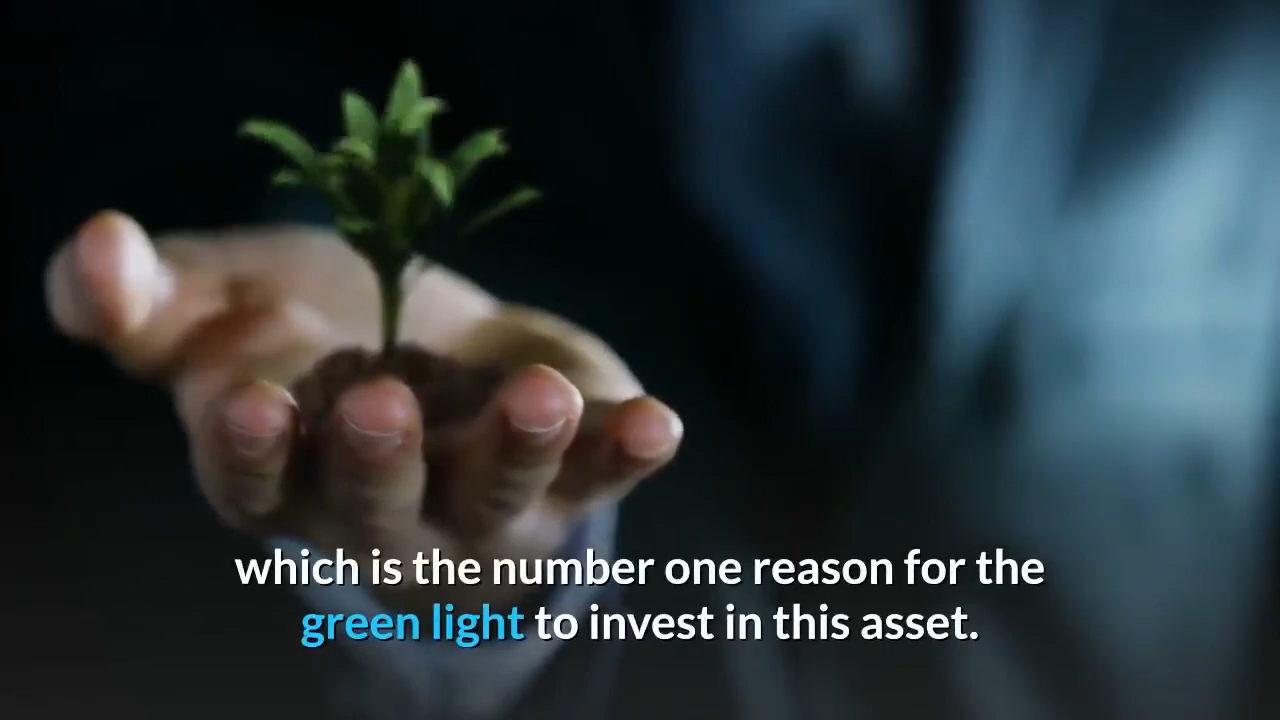 which is the number one reason for the
green light to invest in this asset.